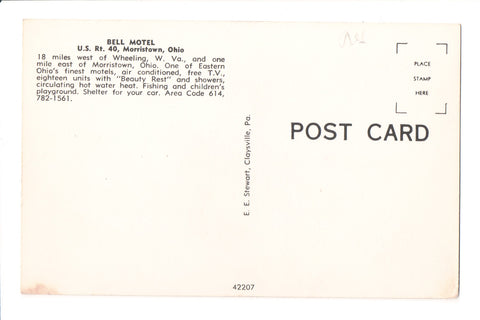 BELL MOTEL
U.S. Rt. 40, Morristown, Ohio
18 miles west of Wheeling, W. Va., and one
mile east of Morristown, Ohio. One of Eastern
Ohio's finest motels, air conditioned, free T.V.,
eighteen units with "Beauty Rest" and showers,
circulating hot water heat. Fishing and children's
playground. Shelter for your car. Area Code 614,
782-1561.
PLACE
STAMP
HERE
POST CARD
E. E. Stewart, Claysville, Pa.
42207